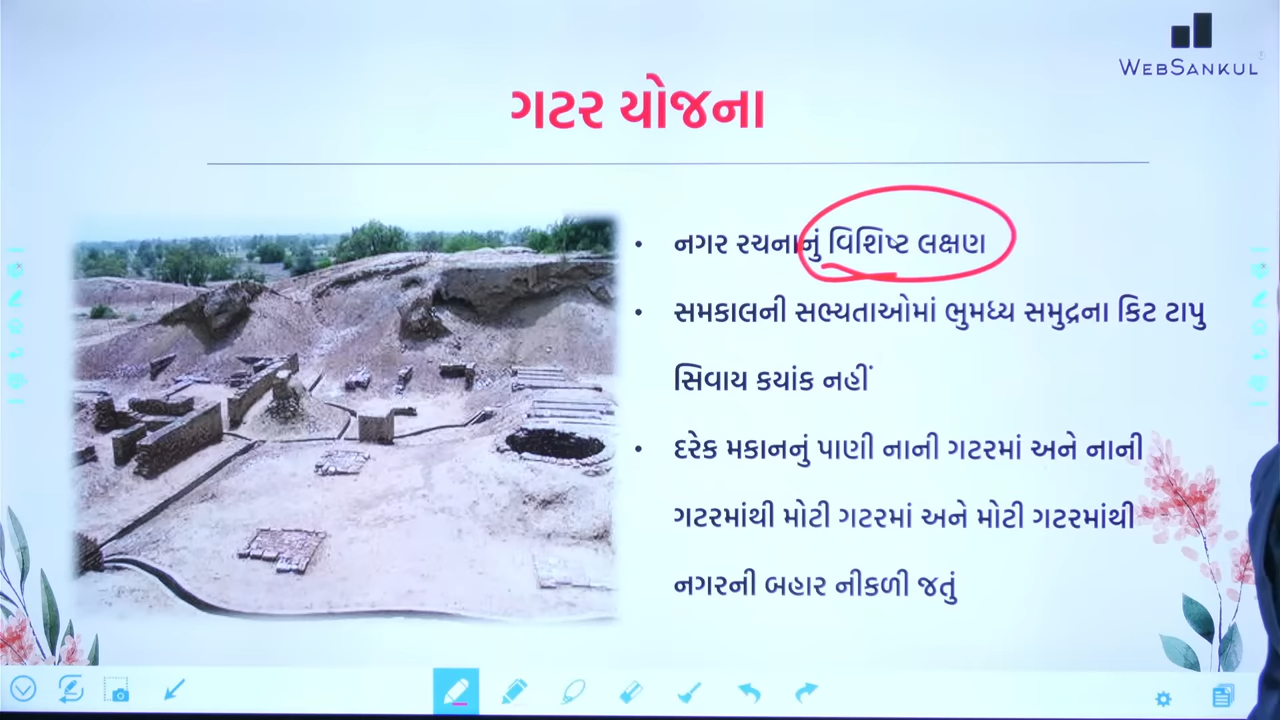 WEBSANKUL
ગટર યોજના
• નગર રચનાનું વિશિષ્ટ લક્ષણ
• સમકાલની સભ્યતાઓમાં ભુમધ્ય સમુદ્રના કિટ ટાપુ
સિવાય કયાંક નહીં
• દરેક મકાનનું પાણી નાની ગટરમાં અને નાની
ગટરમાંથી મોટી ગટરમાં અને મોટી ગટરમાંથી
નગરની બહાર નીકળી જતું